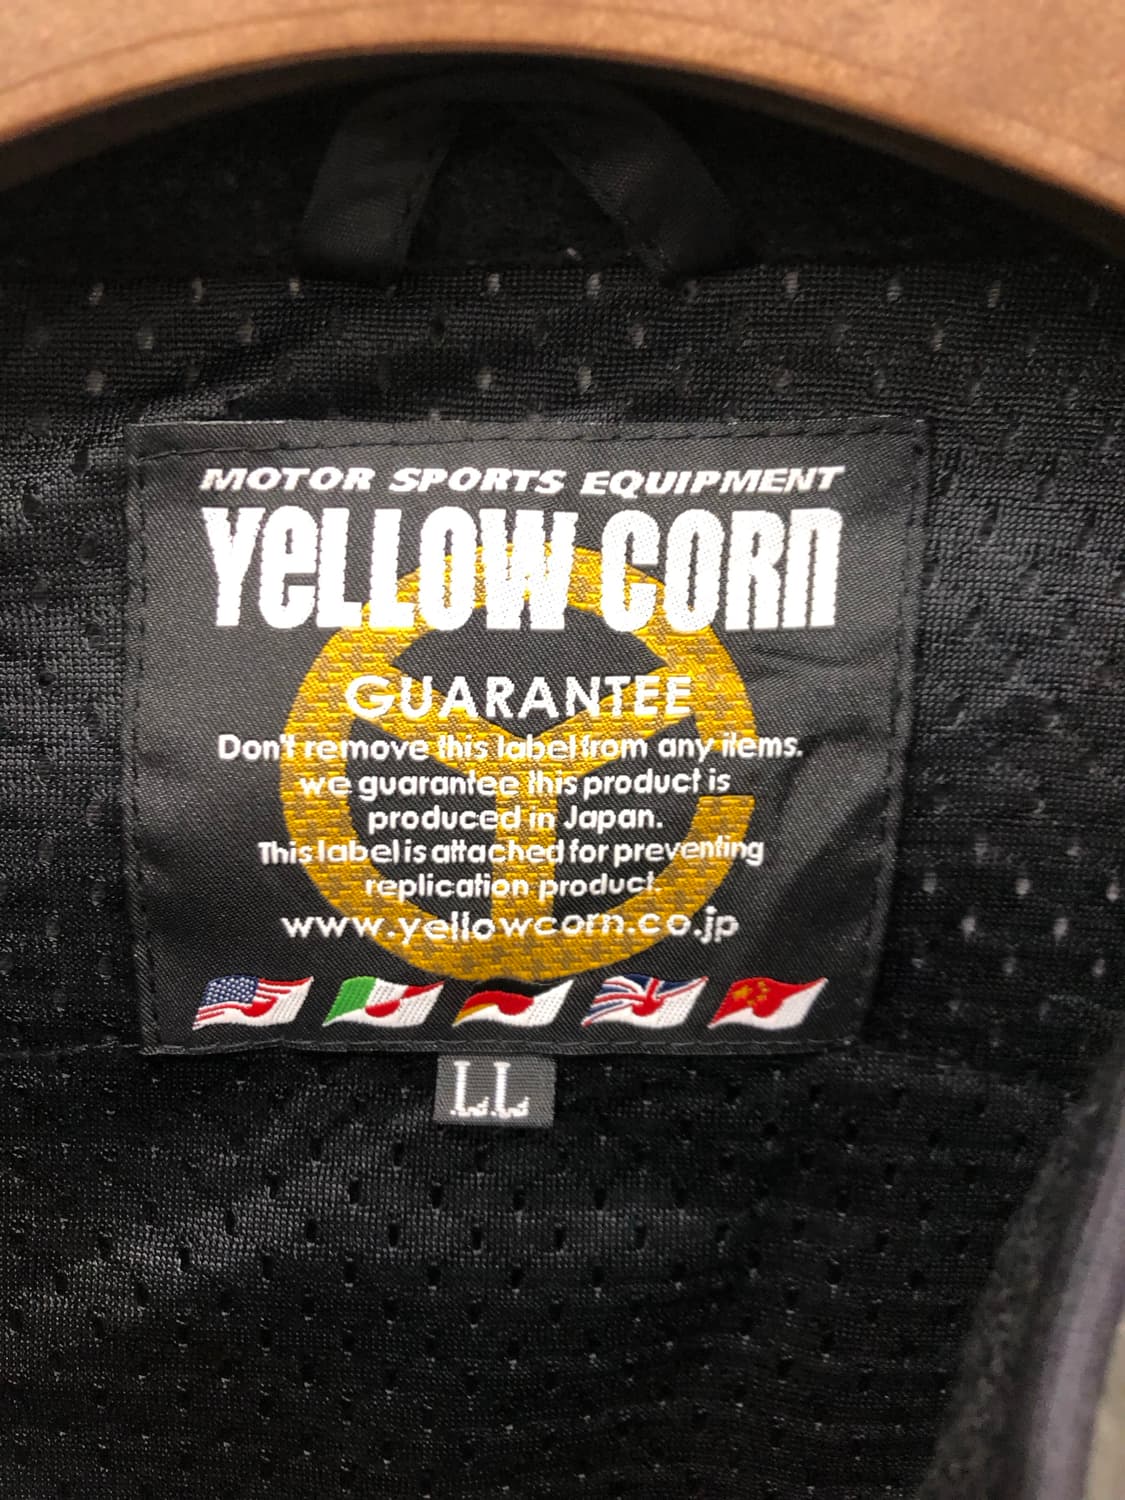 MOTOR SPORTS EQUIPMENT
YeLLOW CORn
GUARANTEE
Don't remove this label from any items.
we guarantee this product is
produced in Japan.
This label is attached for preventing
replication product.
www.yellowcorn.co.jp
LL